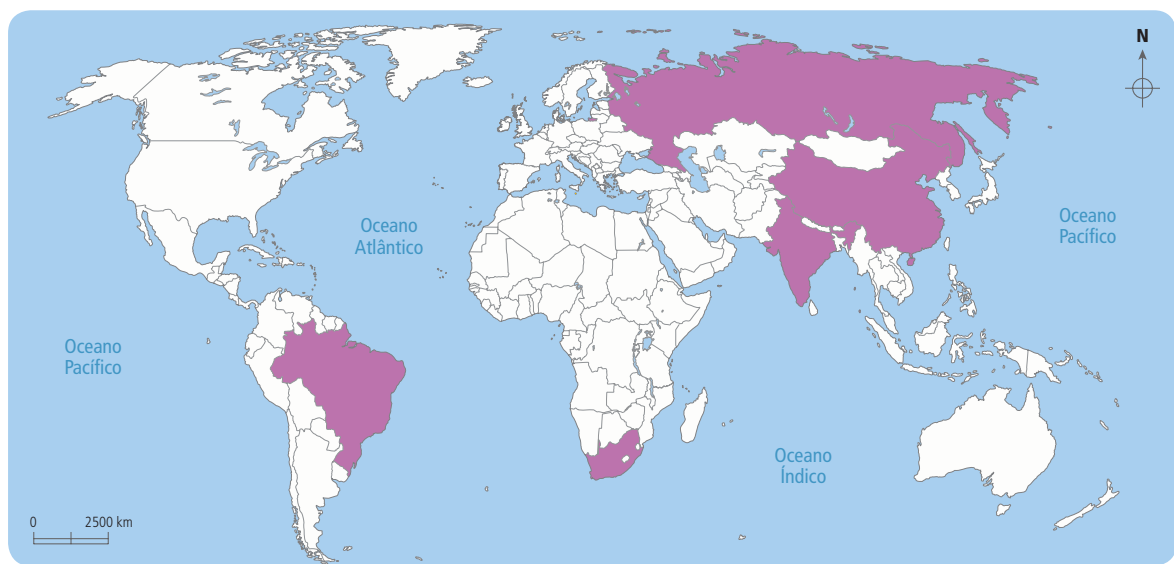 N
Oceano
Atlântico
Oceano
Pacífico
Oceano
Pacífico
Oceano
Índico
0 2500 km